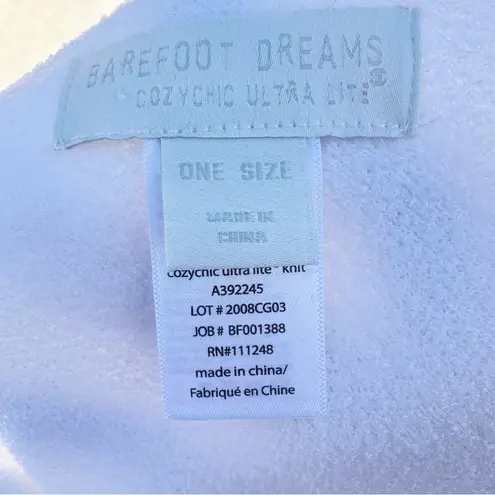 BAREFOOT DREAMS
COZYCHIC ULTRA LITE®
ONE SIZE
MADE IN
CHINA
cozychic ultra lite® knit
A392245
LOT # 2008CG03
JOB # BF001388
RN#111248
made in china/
Fabriqué en Chine